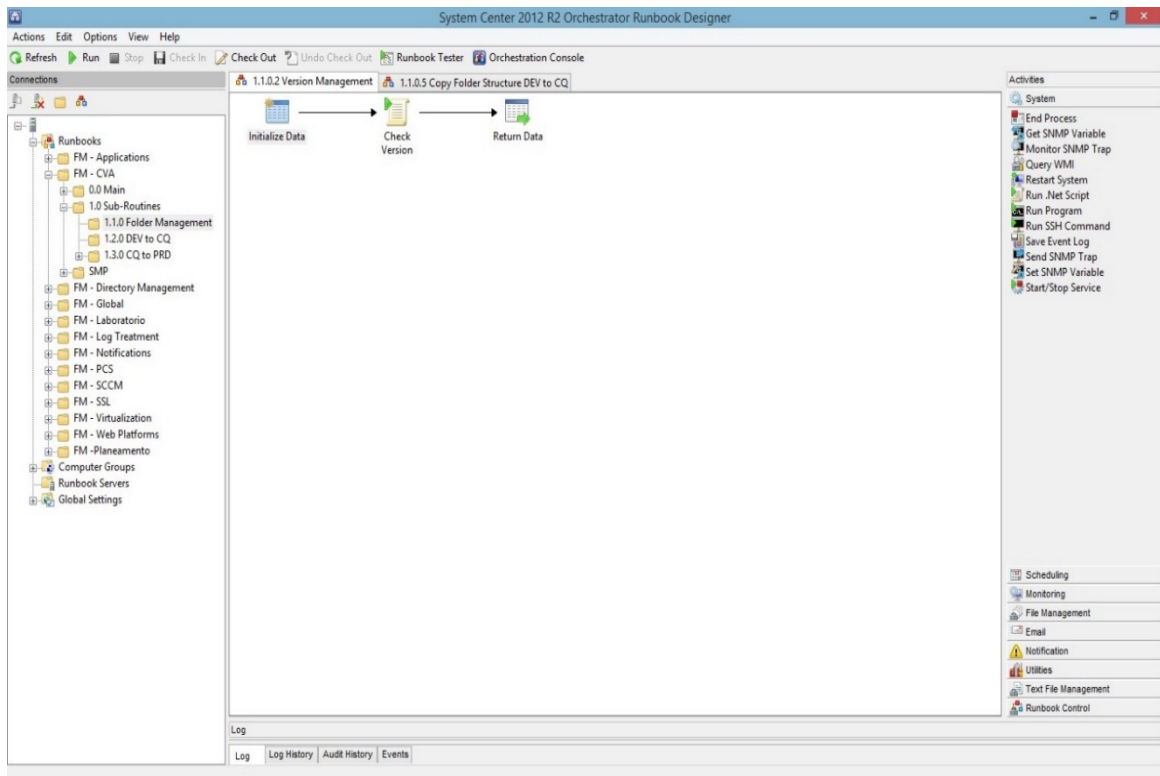 System Center 2012 R2 Orchestrator Runbook Designer
Actions Edit Options View Help
Refresh Run Stop Check In Check Out Undo Check Out Runbook Tester Orchestration Console
Connections
Runbooks
FM - Applications
FM - CVA
0.0 Main
1.0 Sub-Routines
1.1.0 Folder Management
1.2.0 DEV to CQ
1.3.0 CQ to PRD
SMP
FM - Directory Management
FM - Global
FM - Laboratorio
FM - Log Treatment
FM - Notifications
FM - PCS
FM - SCCM
FM - SSL
FM - Virtualization
FM - Web Platforms
FM -Planeamento
Computer Groups
Runbook Servers
Global Settings
1.1.0.2 Version Management
1.1.0.5 Copy Folder Structure DEV to CQ
Initialize Data
Check
Version
Return Data
Log
Log Log History Audit History Events
Activities
System
End Process
Get SNMP Variable
Monitor SNMP Trap
Query WMI
Restart System
Run .Net Script
Run Program
Run SSH Command
Save Event Log
Send SNMP Trap
Set SNMP Variable
Start/Stop Service
Scheduling
Monitoring
File Management
Email
Notification
Utilities
Text File Management
Runbook Control